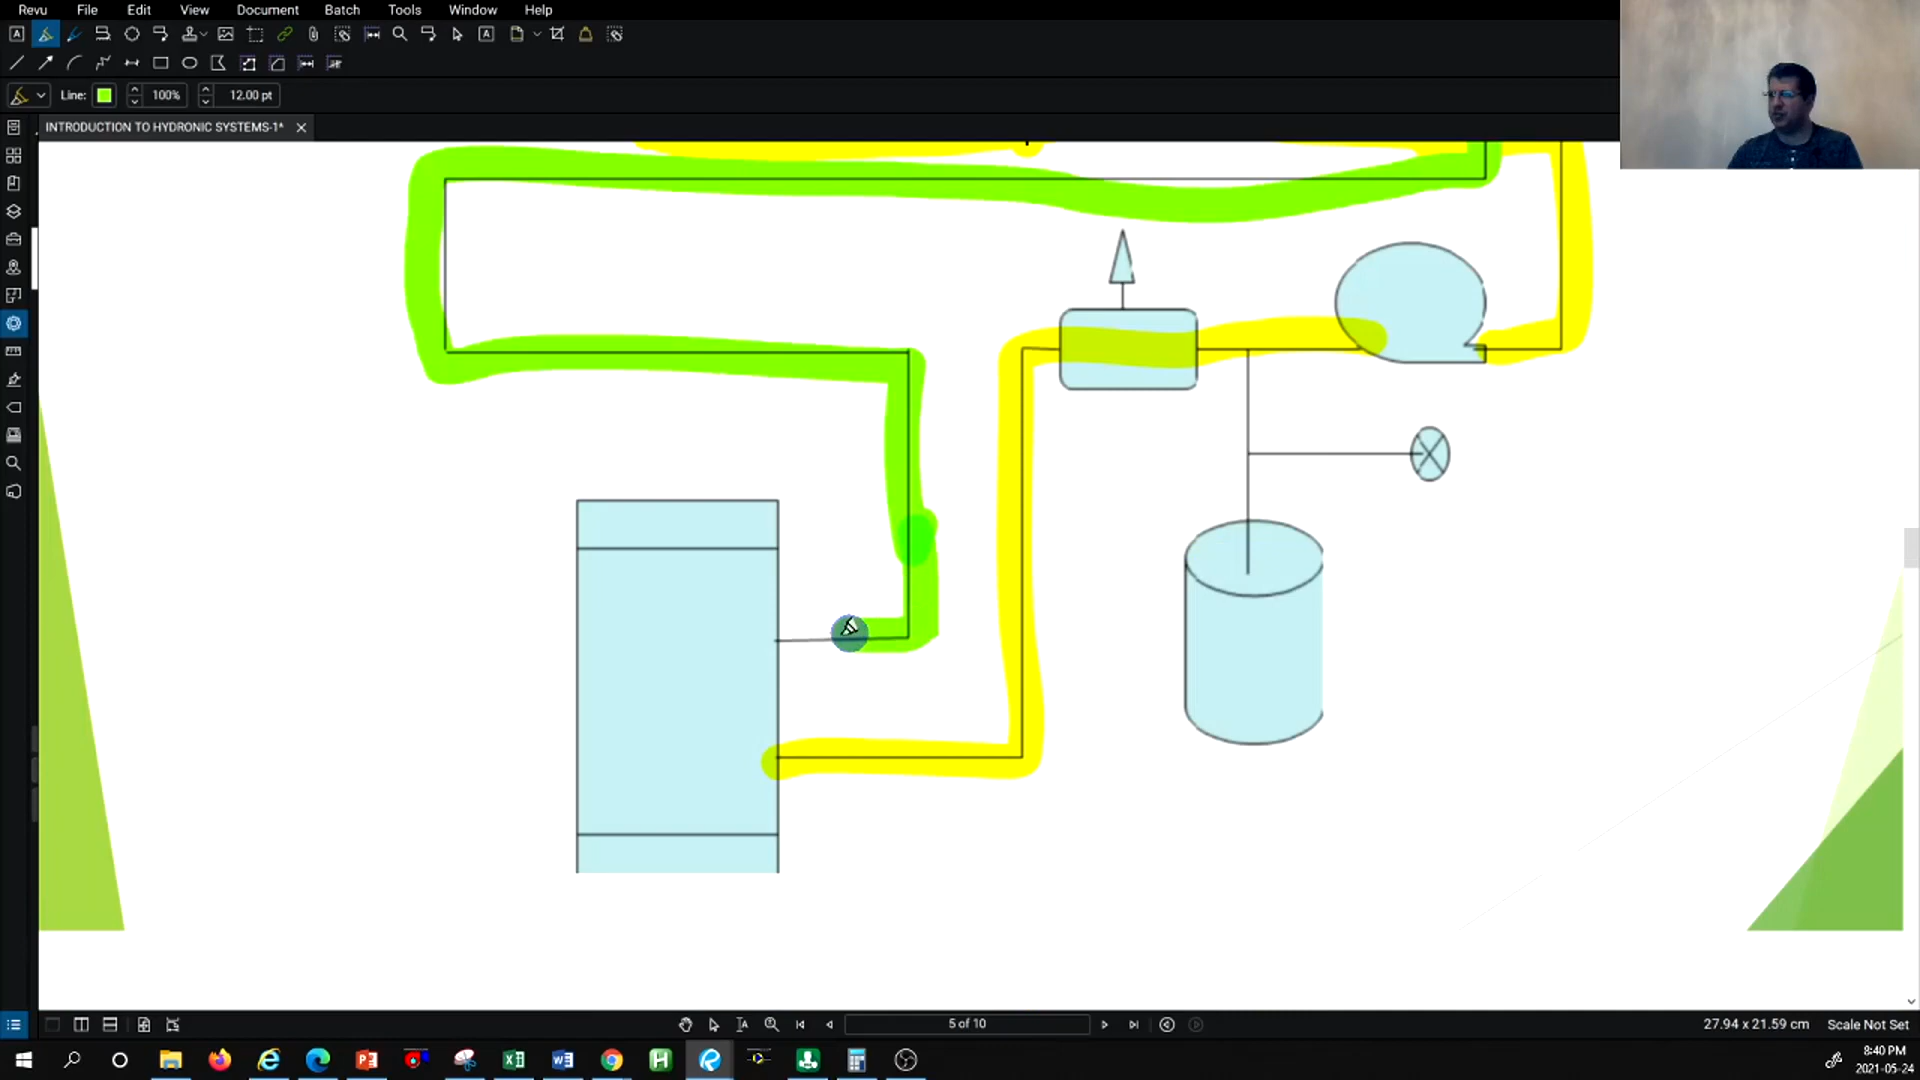 Revu File Edit View Document Batch Tools Window Help
Line: 100% 12.00 pt
INTRODUCTION TO HYDRONIC SYSTEMS-1*
5 of 10
27.94 x 21.59 cm Scale Not Set
8:40 PM
2021-05-24